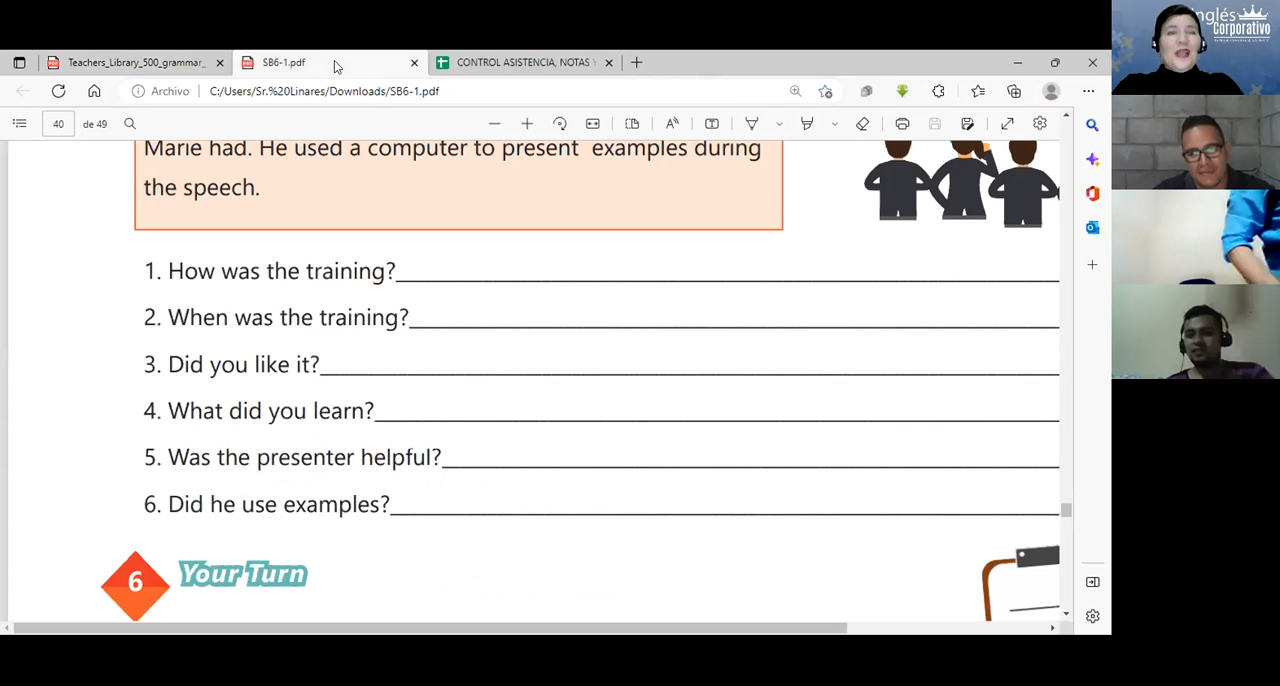 inglés
Corporativo
Teachers_Library_500_grammar_
SB6-1.pdf
CONTROL ASISTENCIA, NOTAS Y
Archivo
C:/Users/Sr.%20Linares/Downloads/SB6-1.pdf
40
de 49
Marie had. He used a computer to present examples during
the speech.
1. How was the training?
2. When was the training?
3. Did you like it?
4. What did you learn?
5. Was the presenter helpful?
6. Did he use examples?
6
Your Turn